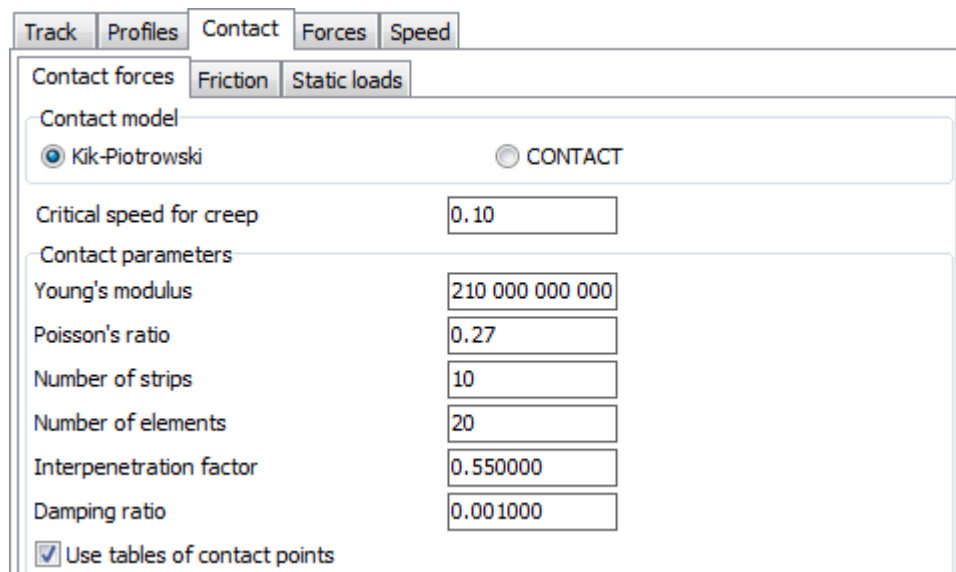 Track Profiles Contact Forces Speed
Contact forces Friction Static loads
Contact model
Kik-Piotrowski CONTACT
Critical speed for creep 0.10
Contact parameters
Young's modulus 210 000 000 000
Poisson's ratio 0.27
Number of strips 10
Number of elements 20
Interpenetration factor 0.550000
Damping ratio 0.001000
Use tables of contact points